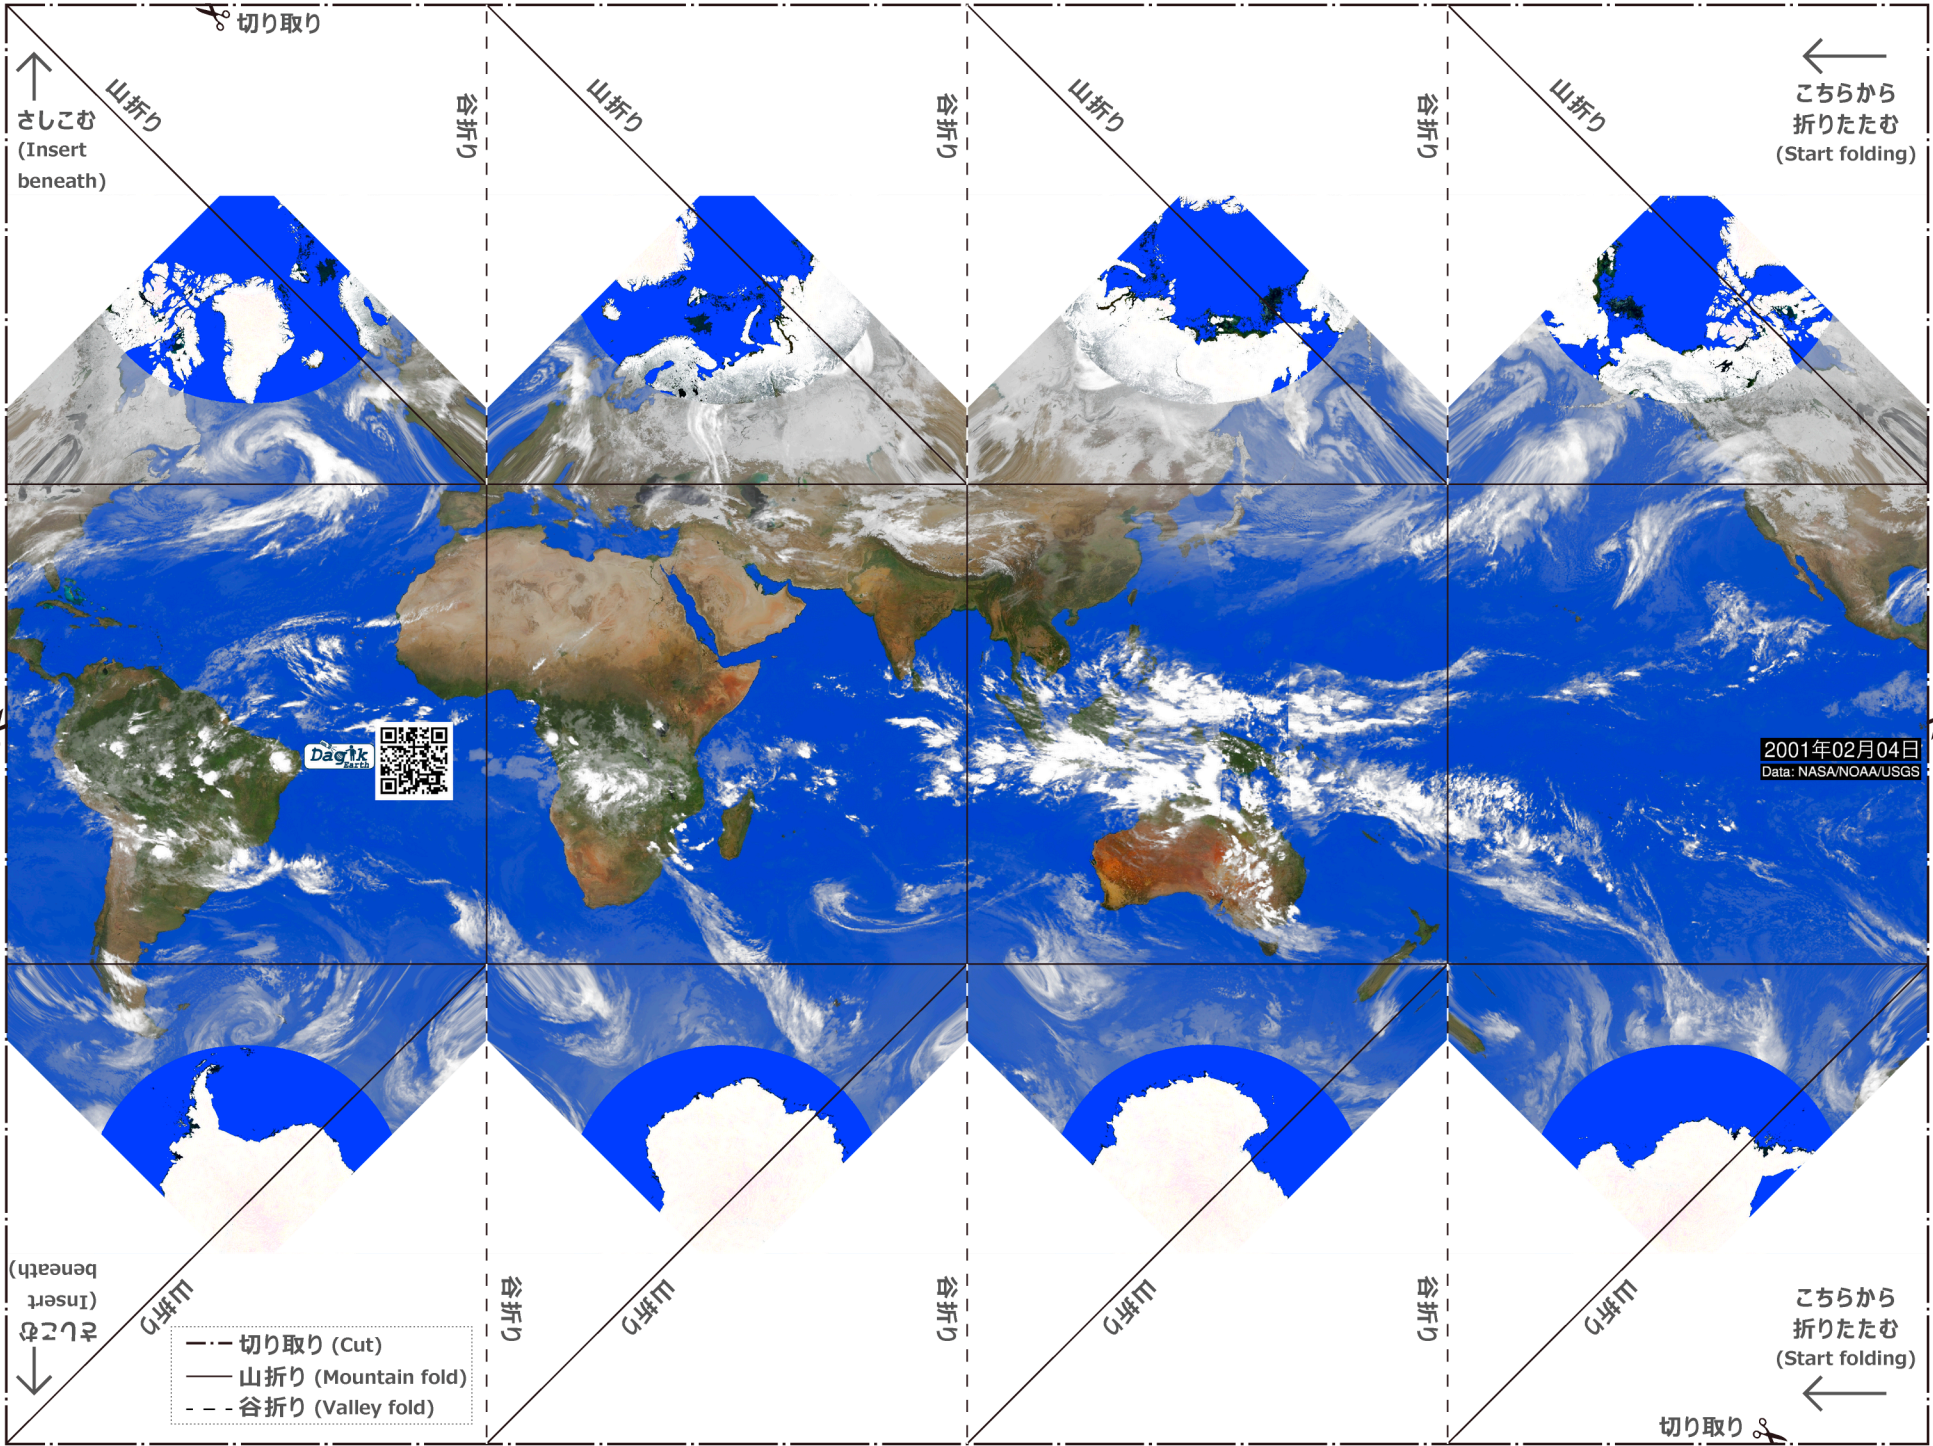 切り取り
山折り
谷折り
山折り
谷折り
山折り
谷折り
山折り
さしこむ
(Insert
beneath)
こちらから
折りたたむ
(Start folding)
Dagik
Earth
2001年02月04日
Data: NASA/NOAA/USGS
さしこむ
(Insert
beneath)
山折り
谷折り
山折り
谷折り
山折り
谷折り
山折り
こちらから
折りたたむ
(Start folding)
切り取り (Cut)
山折り (Mountain fold)
谷折り (Valley fold)
切り取り